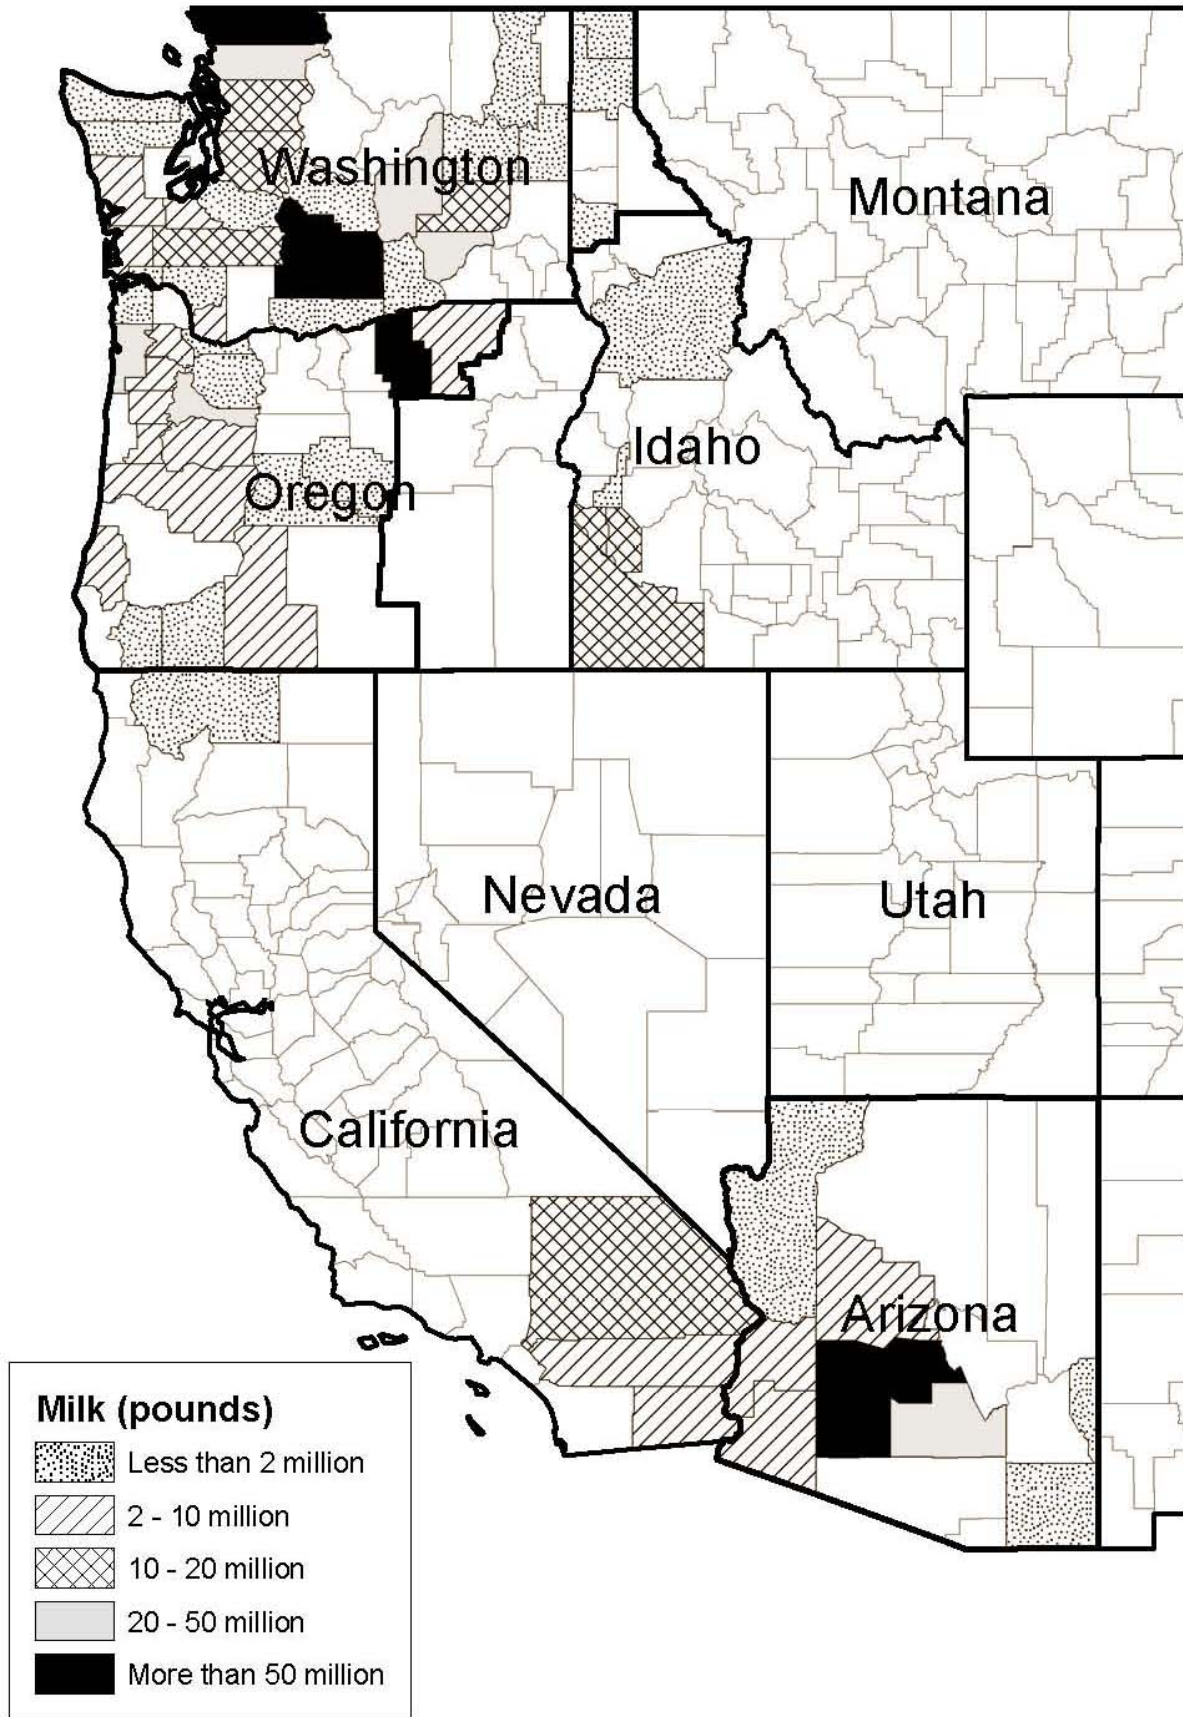 Washington
Montana
Idaho
Oregon
Nevada
Utah
California
Arizona
Milk (pounds)
Less than 2 million
2 - 10 million
10 - 20 million
20 - 50 million
More than 50 million